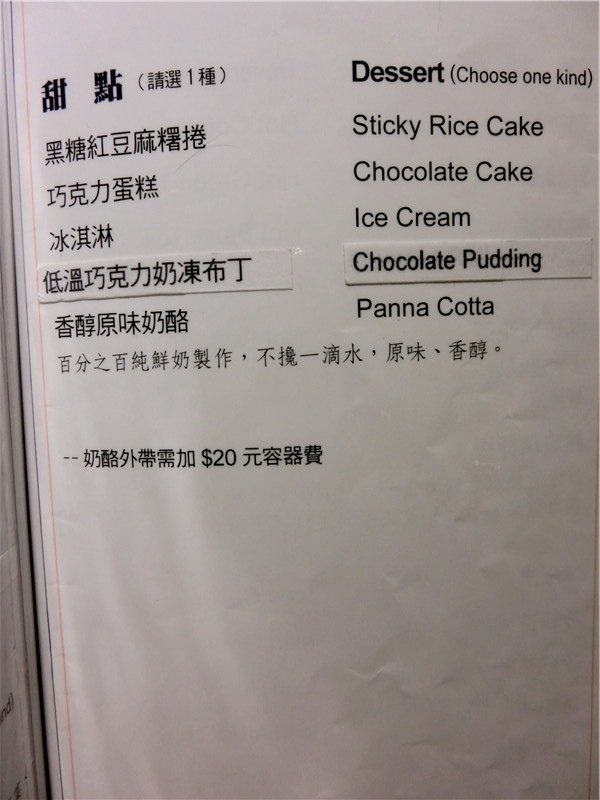 甜 點（請選1種）
Dessert (Choose one kind)
黑糖紅豆麻糬捲
Sticky Rice Cake
巧克力蛋糕
Chocolate Cake
冰淇淋
Ice Cream
低溫巧克力奶凍布丁
Chocolate Pudding
香醇原味奶酪
Panna Cotta
百分之百純鮮奶製作，不攙一滴水，原味、香醇。
-- 奶酪外帶需加 $20 元容器費